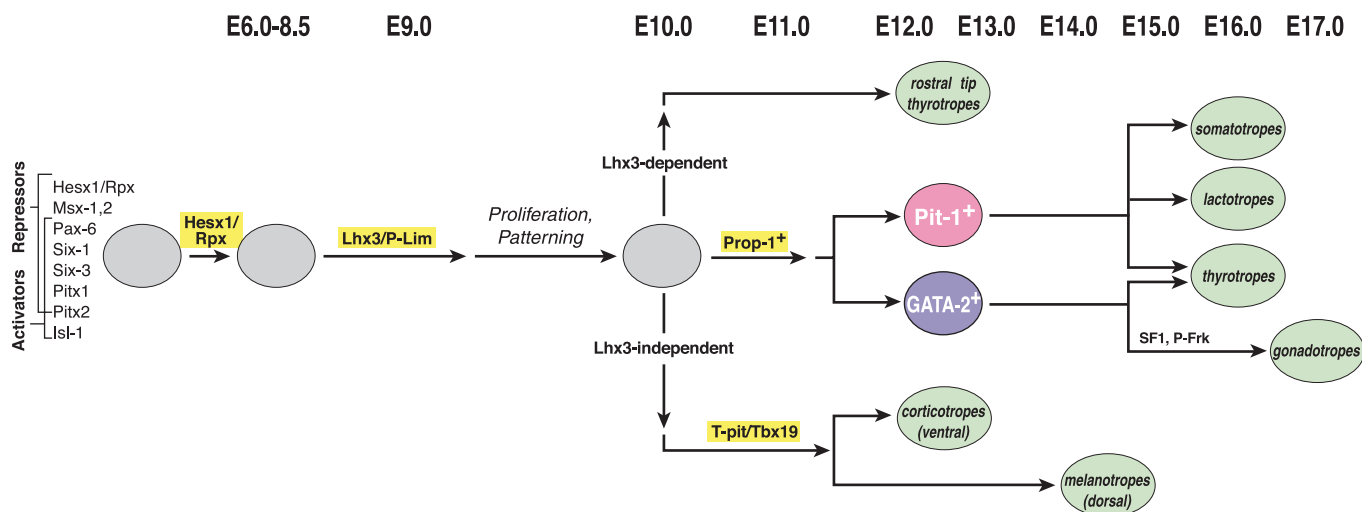 E6.0-8.5 E9.0 E10.0 E11.0 E12.0 E13.0 E14.0 E15.0 E16.0 E17.0
rostral tip
thyrotropes
somatotropes
Lhx3-dependent
Activators Repressors
Hesx1/Rpx
Msx-1,2
Pax-6
Six-1
Six-3
Pitx1
Pitx2
Isl-1
Hesx1/
Rpx
Lhx3/P-Lim
Proliferation,
Patterning
Prop-1+
Pit-1+
lactotropes
GATA-2+
thyrotropes
Lhx3-independent
SF1, P-Frk
gonadotropes
T-pit/Tbx19
corticotropes
(ventral)
melanotropes
(dorsal)